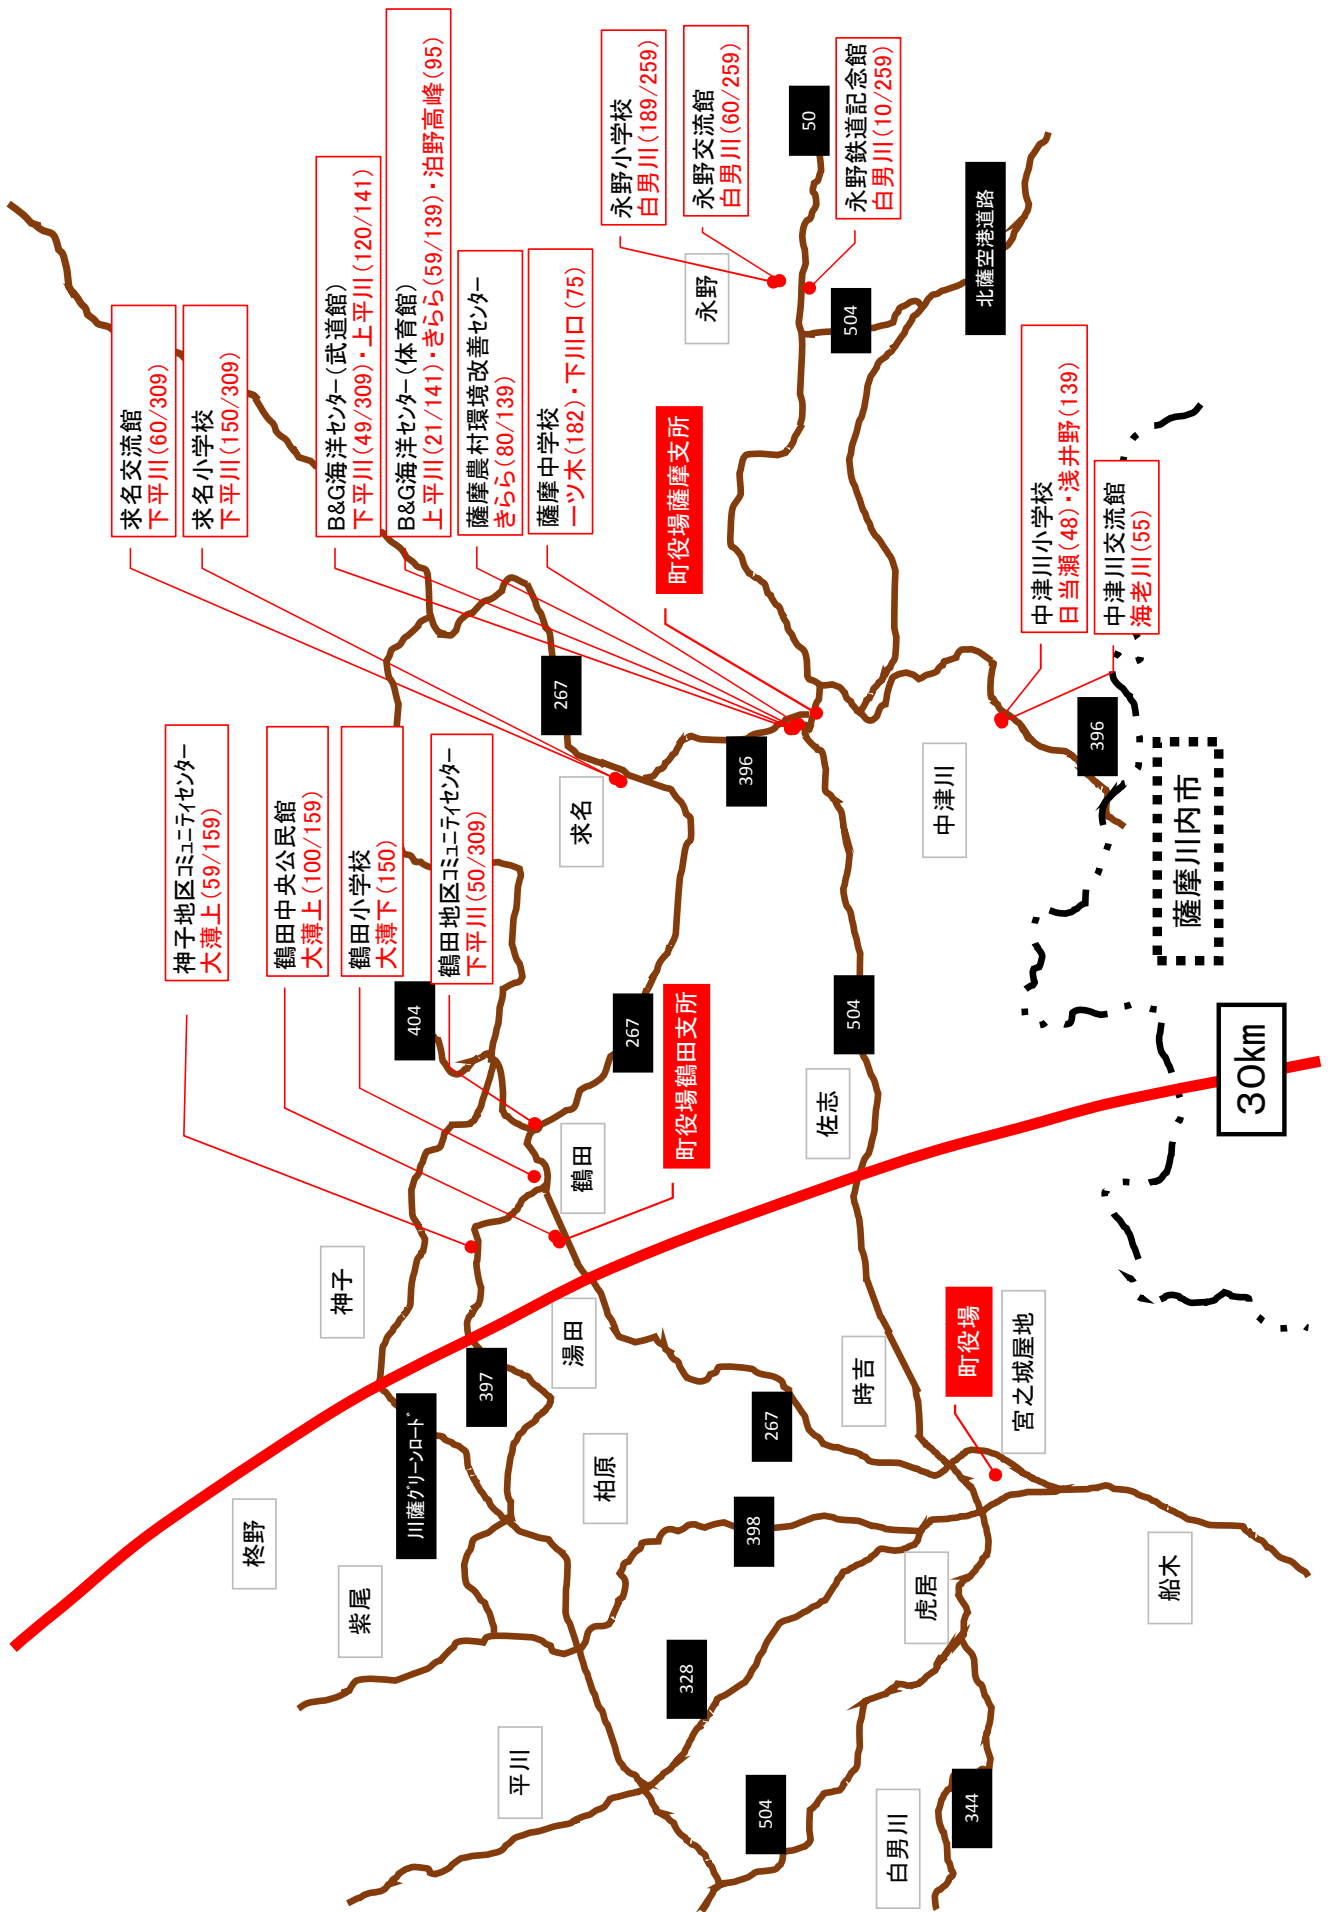 求名交流館
下平川(60/309)
求名小学校
下平川(150/309)
B&G海洋センター(武道館)
下平川(49/309)・上平川(120/141)
B&G海洋センター(体育館)
上平川(21/141)・きらら(59/139)・泊野高峰(95)
薩摩農村環境改善センター
きらら(80/139)
薩摩中学校
一ツ木(182)・下川口(75)
永野小学校
白男川(189/259)
永野交流館
白男川(60/259)
永野鉄道記念館
白男川(10/259)
50
永野
504
北薩空港道路
町役場薩摩支所
中津川小学校
日当瀬(48)・浅井野(139)
中津川交流館
海老川(55)
神子地区コミュニティセンター
大薄上(59/159)
鶴田中央公民館
大薄上(100/159)
鶴田小学校
大薄下(150)
鶴田地区コミュニティセンター
下平川(50/309)
267
求名
396
中津川
396
薩摩川内市
404
267
町役場鶴田支所
504
30km
鶴田
佐志
神子
湯田
397
川薩グリーンロード
267
時吉
町役場
宮之城屋地
柊野
紫尾
柏原
398
虎居
船木
328
平川
504
白男川
344